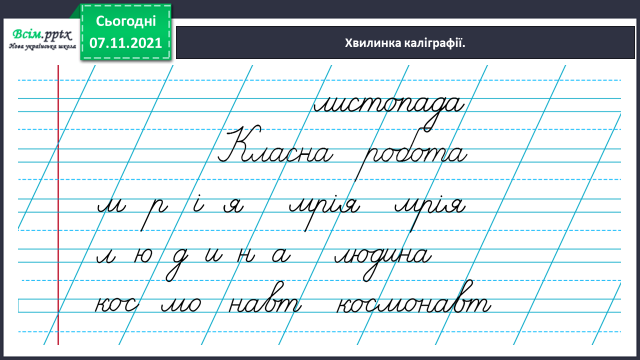 Всім.pptx
Нова українська школа
Сьогодні
07.11.2021
Хвилинка каліграфії.
листопада
Класна робота
м р і я мрія мрія
л ю д и н а людина
кос мо навт космонавт